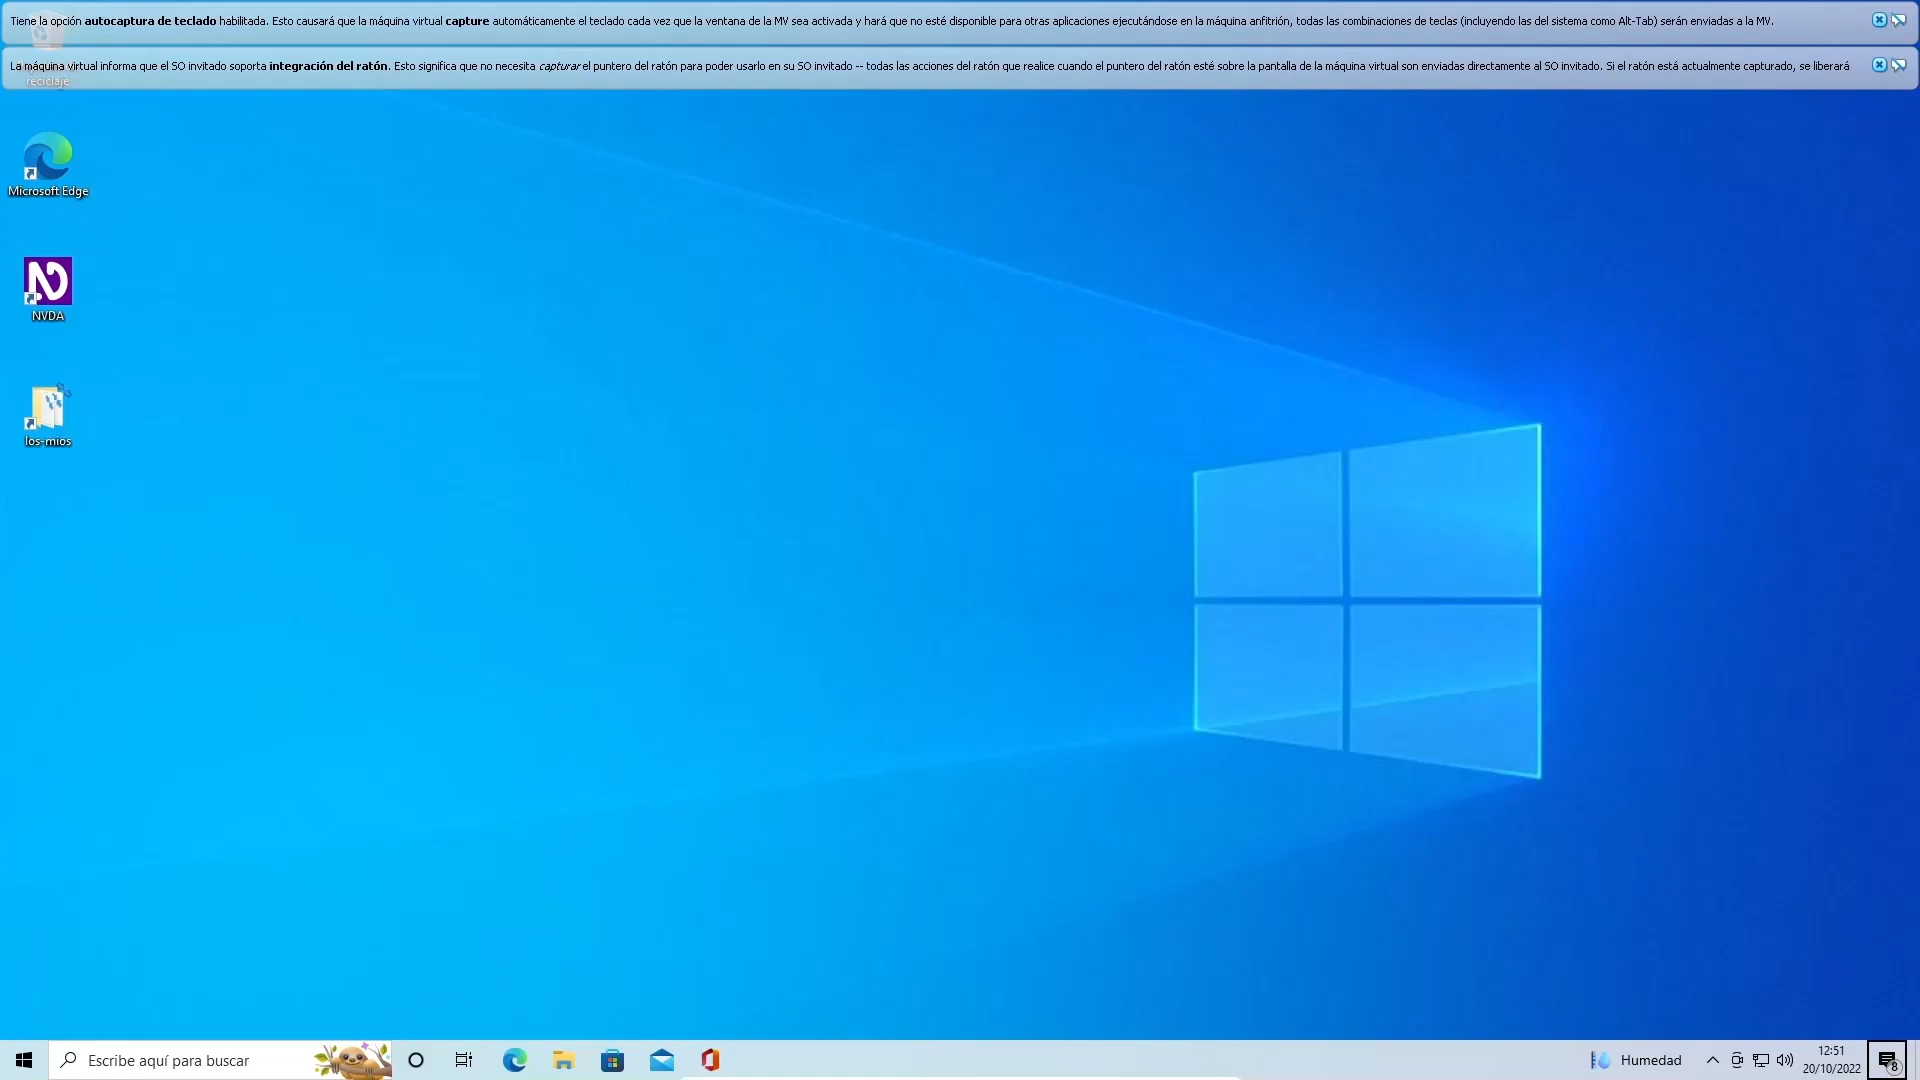 Tiene la opción autocaptura de teclado habilitada. Esto causará que la máquina virtual capture automáticamente el teclado cada vez que la ventana de la MV sea activada y hará que no esté disponible para otras aplicaciones ejecutándose en la máquina anfitrión, todas las combinaciones de teclas (incluyendo las del sistema como Alt-Tab) serán enviadas a la MV.
La máquina virtual informa que el SO invitado soporta integración del ratón. Esto significa que no necesita capturar el puntero del ratón para poder usarlo en su SO invitado -- todas las acciones del ratón que realice cuando el puntero del ratón esté sobre la pantalla de la máquina virtual son enviadas directamente al SO invitado. Si el ratón está actualmente capturado, se liberará
reciclaje
Microsoft Edge
NVDA
los-mios
Escribe aquí para buscar
Humedad
12:51
20/10/2022
8